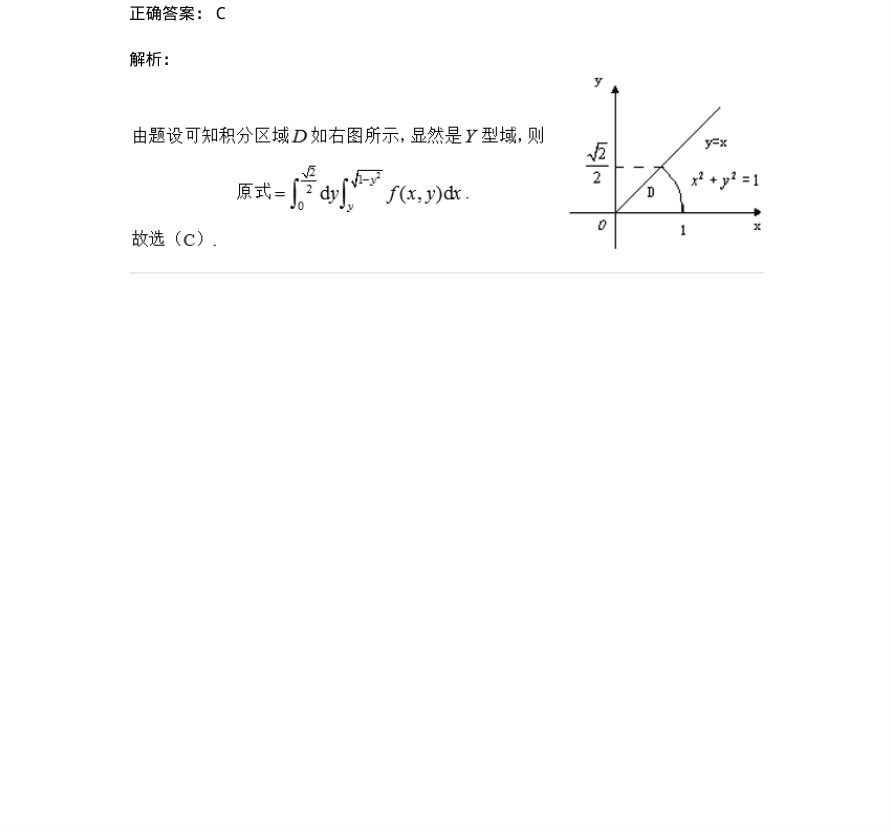 正确答案: C
解析:
由题设可知积分区域D如右图所示,显然是Y型域,则
原式=∫₀^{√2/2} dy∫_y^{√(1−y²)} f(x,y)dx .
故选（C）.
y
√2/2
y=x
x² + y² =1
D
O
1
x